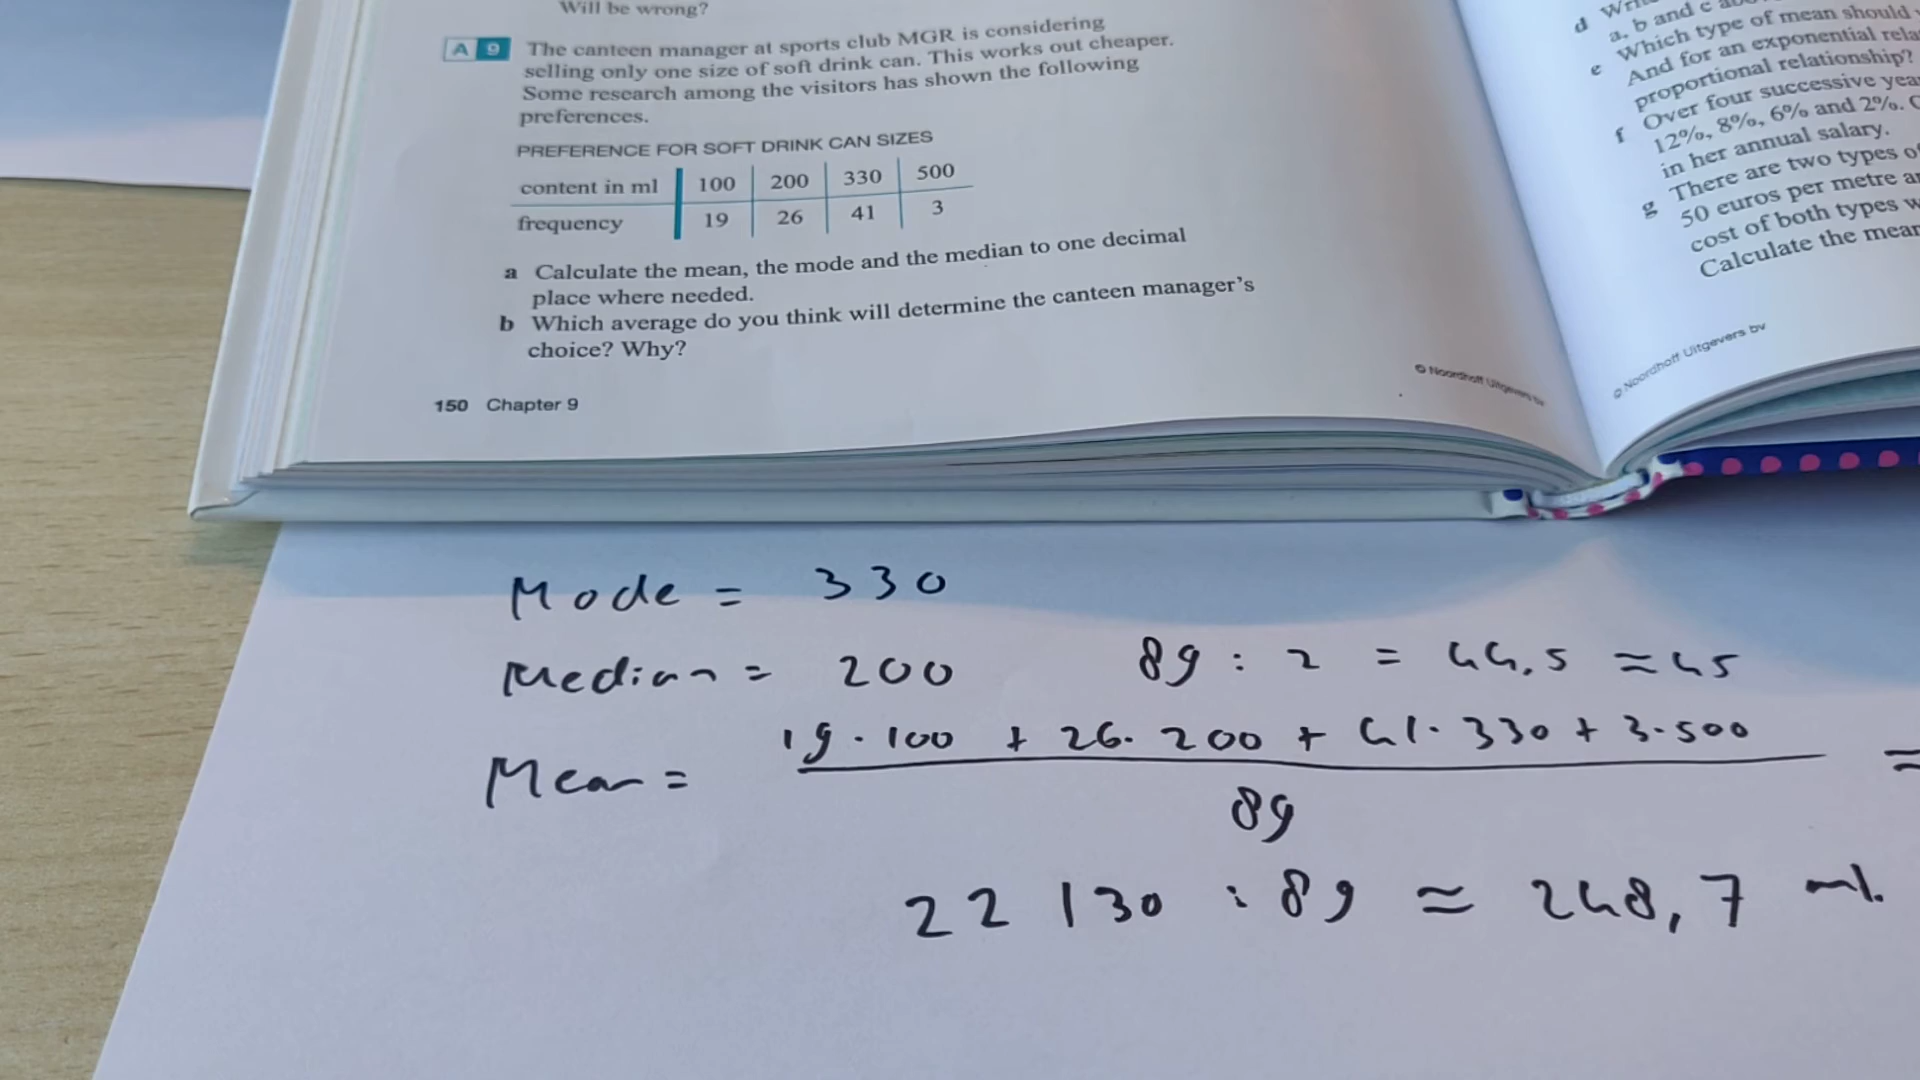 Will be wrong?
A 9 The canteen manager at sports club MGR is considering
selling only one size of soft drink can. This works out cheaper.
Some research among the visitors has shown the following
preferences.
PREFERENCE FOR SOFT DRINK CAN SIZES
content in ml 100 200 330 500
frequency 19 26 41 3
a Calculate the mean, the mode and the median to one decimal
place where needed.
b Which average do you think will determine the canteen manager's
choice? Why?
150 Chapter 9
© Noordhoff Uitgevers bv
d
a, b and c
e Which type of mean should
And for an exponential
proportional relationship?
f Over four successive
12%, 8%, 6% and 2%.
in her annual salary.
g There are two types
50 euros per metre
cost of both types
Calculate the
© Noordhoff Uitgevers bv
Mode = 330
Median = 200 89 : 2 = 44,5 ≈ 45
Mean = 19·100 + 26·200 + 41·330 + 3·500 =
89
22 130 : 89 ≈ 248,7 ml.